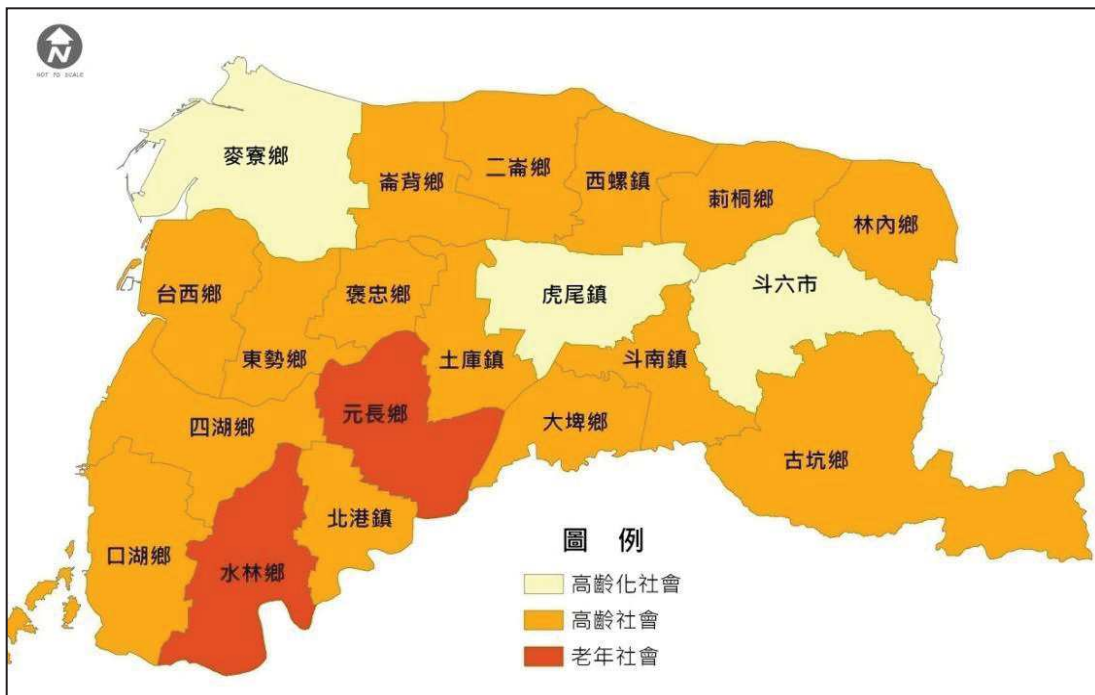 N
NOT TO SCALE
麥寮鄉
崙背鄉
二崙鄉
西螺鎮
莿桐鄉
林內鄉
台西鄉
東勢鄉
褒忠鄉
土庫鎮
虎尾鎮
斗六市
斗南鎮
元長鄉
四湖鄉
大埤鄉
古坑鄉
口湖鄉
水林鄉
北港鎮
圖 例
高齡化社會
高齡社會
老年社會